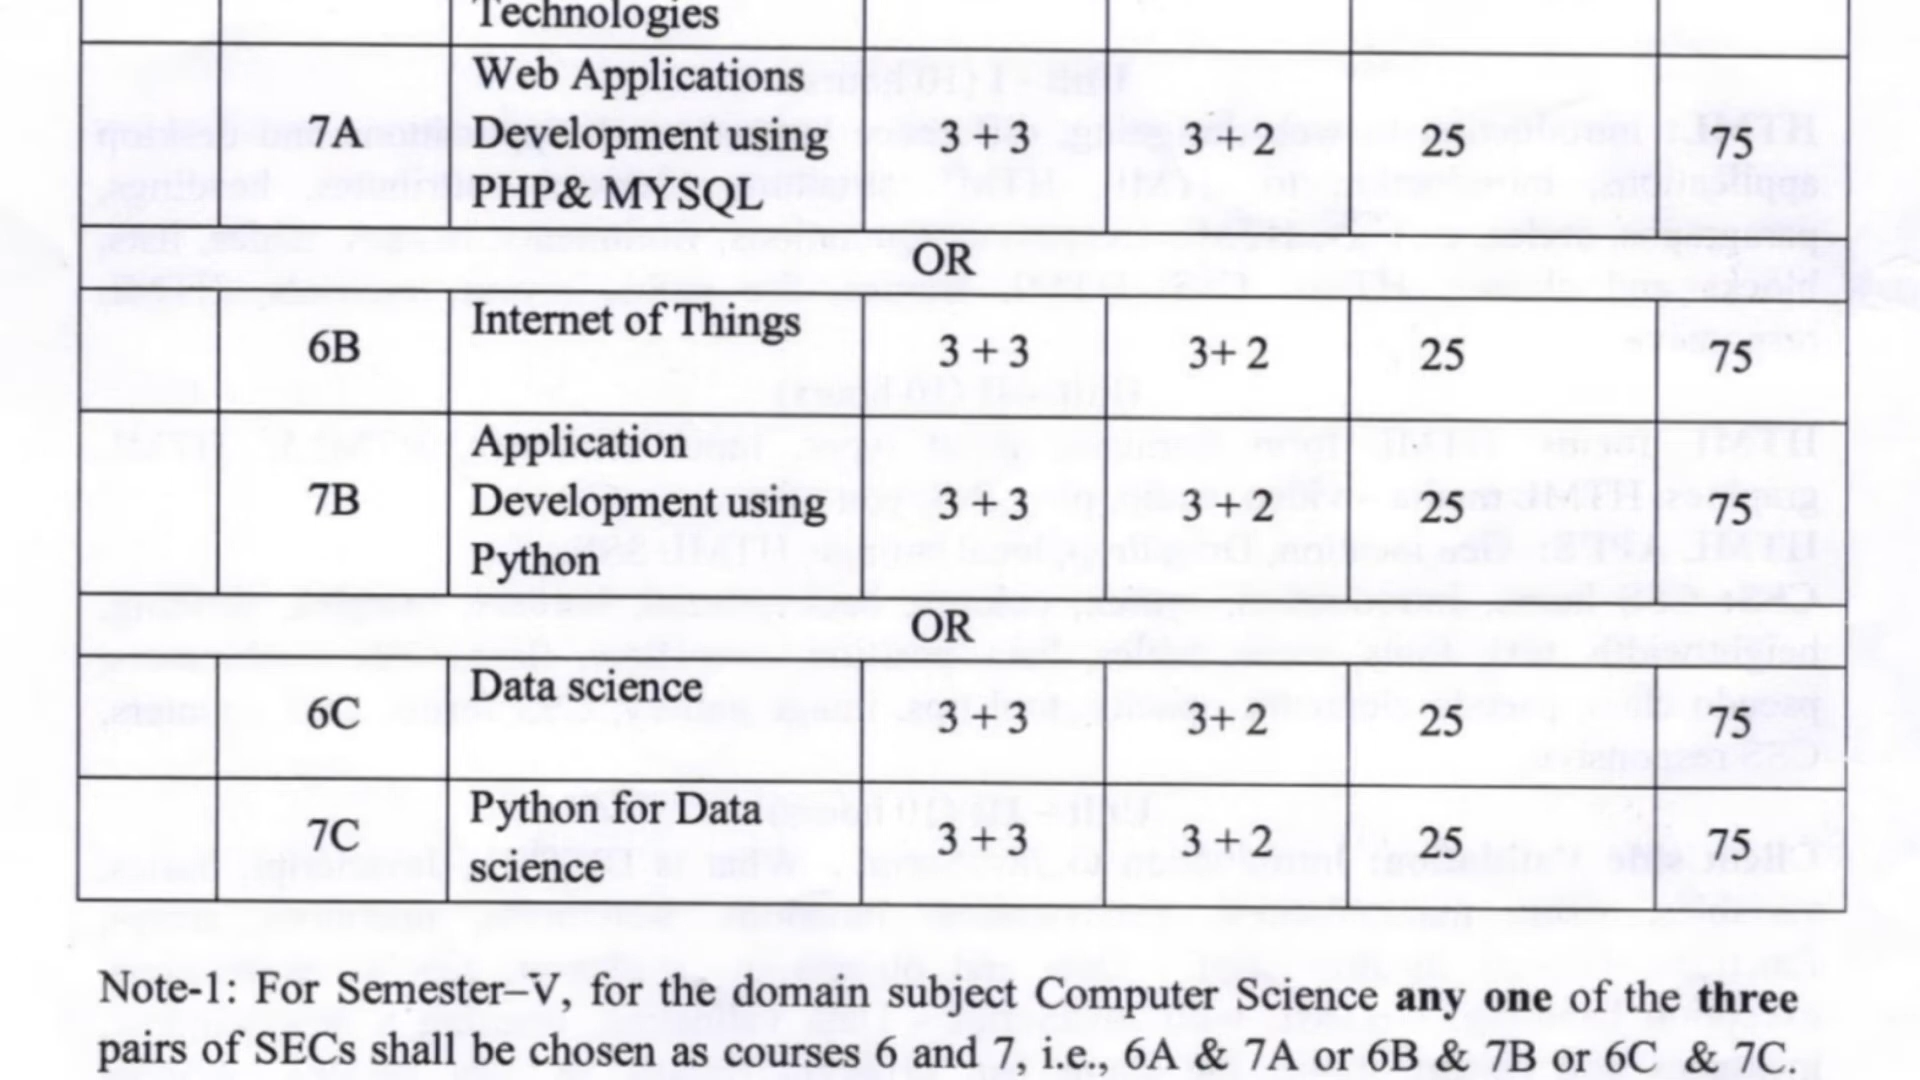 Technologies
Web Applications
7A Development using 3 + 3 3 + 2 25 75
PHP& MYSQL
OR
Internet of Things
6B 3 + 3 3+ 2 25 75
Application
7B Development using 3 + 3 3 + 2 25 75
Python
OR
Data science
6C 3 + 3 3+ 2 25 75
Python for Data
7C 3 + 3 3 + 2 25 75
science
Note-1: For Semester–V, for the domain subject Computer Science any one of the three
pairs of SECs shall be chosen as courses 6 and 7, i.e., 6A & 7A or 6B & 7B or 6C & 7C.